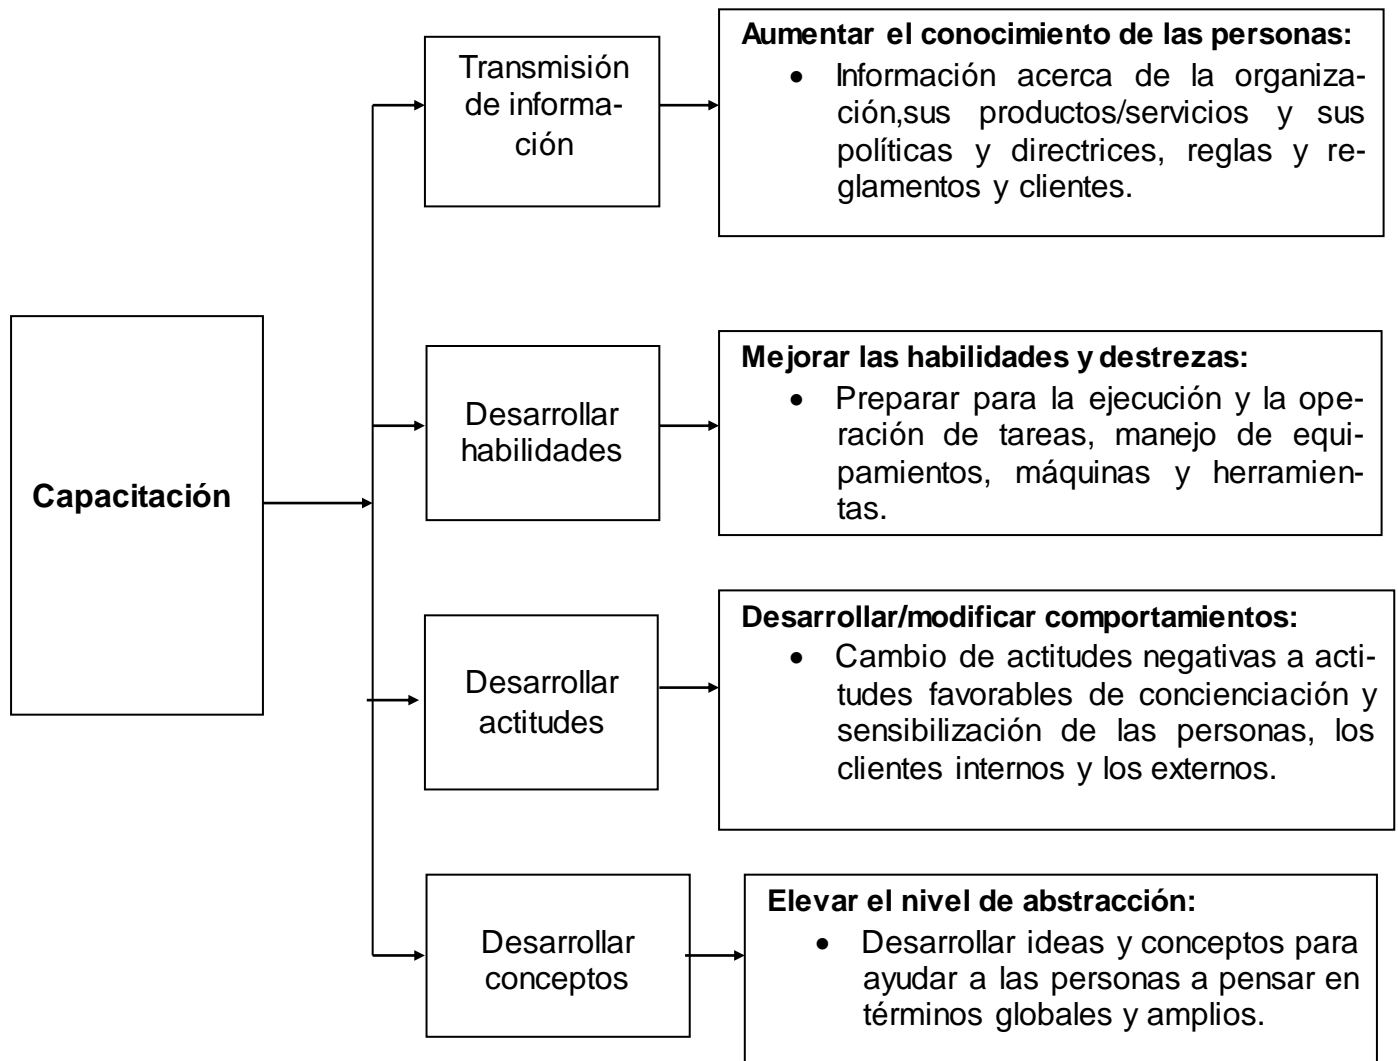 Capacitación
Transmisión
de informa-
ción
Aumentar el conocimiento de las personas:
• Información acerca de la organiza-
ción,sus productos/servicios y sus
políticas y directrices, reglas y re-
glamentos y clientes.
Desarrollar
habilidades
Mejorar las habilidades y destrezas:
• Preparar para la ejecución y la ope-
ración de tareas, manejo de equi-
pamientos, máquinas y herramien-
tas.
Desarrollar
actitudes
Desarrollar/modificar comportamientos:
• Cambio de actitudes negativas a acti-
tudes favorables de concienciación y
sensibilización de las personas, los
clientes internos y los externos.
Desarrollar
conceptos
Elevar el nivel de abstracción:
• Desarrollar ideas y conceptos para
ayudar a las personas a pensar en
términos globales y amplios.